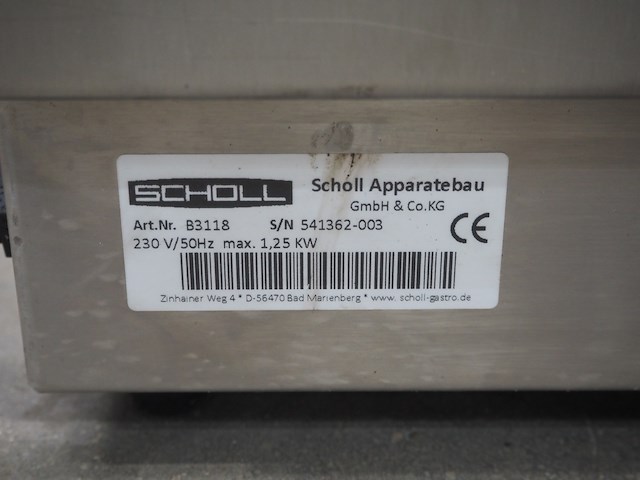 SCHOLL Scholl Apparatebau
GmbH & Co.KG
Art.Nr. B3118 S/N 541362-003
230 V/50Hz max. 1,25 KW
CE
Zinhainer Weg 4 * D-56470 Bad Marienberg * www. scholl-gastro.de